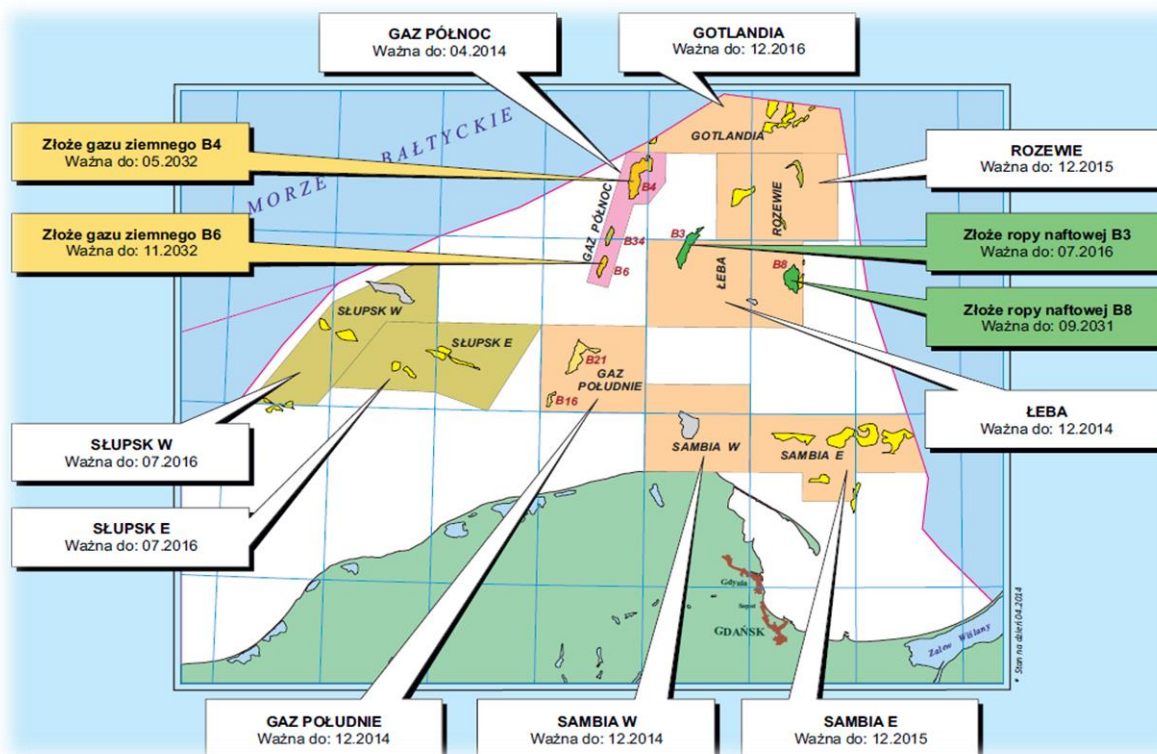 GAZ PÓŁNOC
Ważna do: 04.2014
GOTLANDIA
Ważna do: 12.2016
Złoże gazu ziemnego B4
Ważna do: 05.2032
Złoże gazu ziemnego B6
Ważna do: 11.2032
ROZEWIE
Ważna do: 12.2015
Złoże ropy naftowej B3
Ważna do: 07.2016
Złoże ropy naftowej B8
Ważna do: 09.2031
ŁEBA
Ważna do: 12.2014
SŁUPSK W
Ważna do: 07.2016
SŁUPSK E
Ważna do: 07.2016
GAZ POŁUDNIE
Ważna do: 12.2014
SAMBIA W
Ważna do: 12.2014
SAMBIA E
Ważna do: 12.2015
MORZE BAŁTYCKIE
GOTLANDIA
GAZ PÓŁNOC
B4
B34
B6
ROZEWIE
B3
B8
ŁEBA
SŁUPSK W
SŁUPSK E
B21
GAZ
POŁUDNIE
B16
SAMBIA W
SAMBIA E
Gdynia
Sopot
GDAŃSK
Zalew Wiślany
* Stan na dzień 04.2014